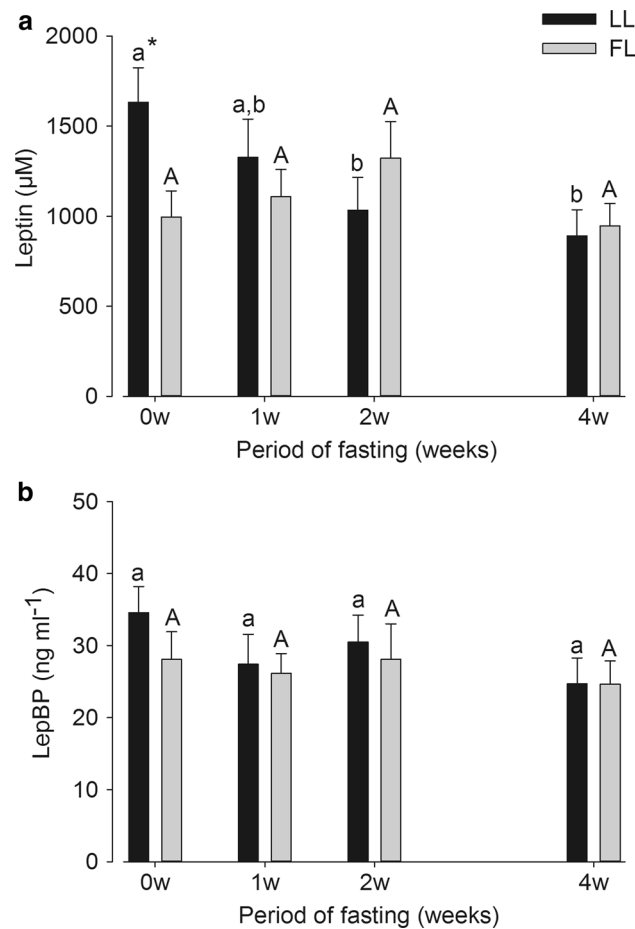 a
LL
FL
2000
1500
1000
500
0
Leptin (µM)
a *
A
a,b
A
b
A
b
A
0w 1w 2w 4w
Period of fasting (weeks)
b
50
40
30
20
10
0
LepBP (ng ml-1)
a
A
a
A
a
A
a
A
0w 1w 2w 4w
Period of fasting (weeks)